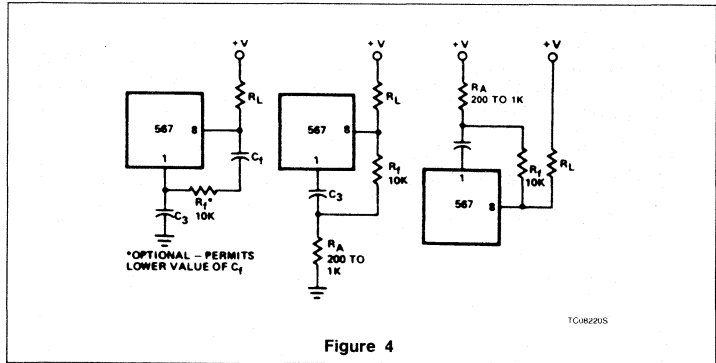 +V
R_L
567
8
1
C_f
R_f*
10K
C_3
*OPTIONAL – PERMITS
LOWER VALUE OF C_f
+V
R_L
567
8
1
R_f
10K
C_3
R_A
200 TO
1K
+V
+V
R_A
200 TO 1K
1
R_f
10K
R_L
567
8
TC08220S
Figure 4